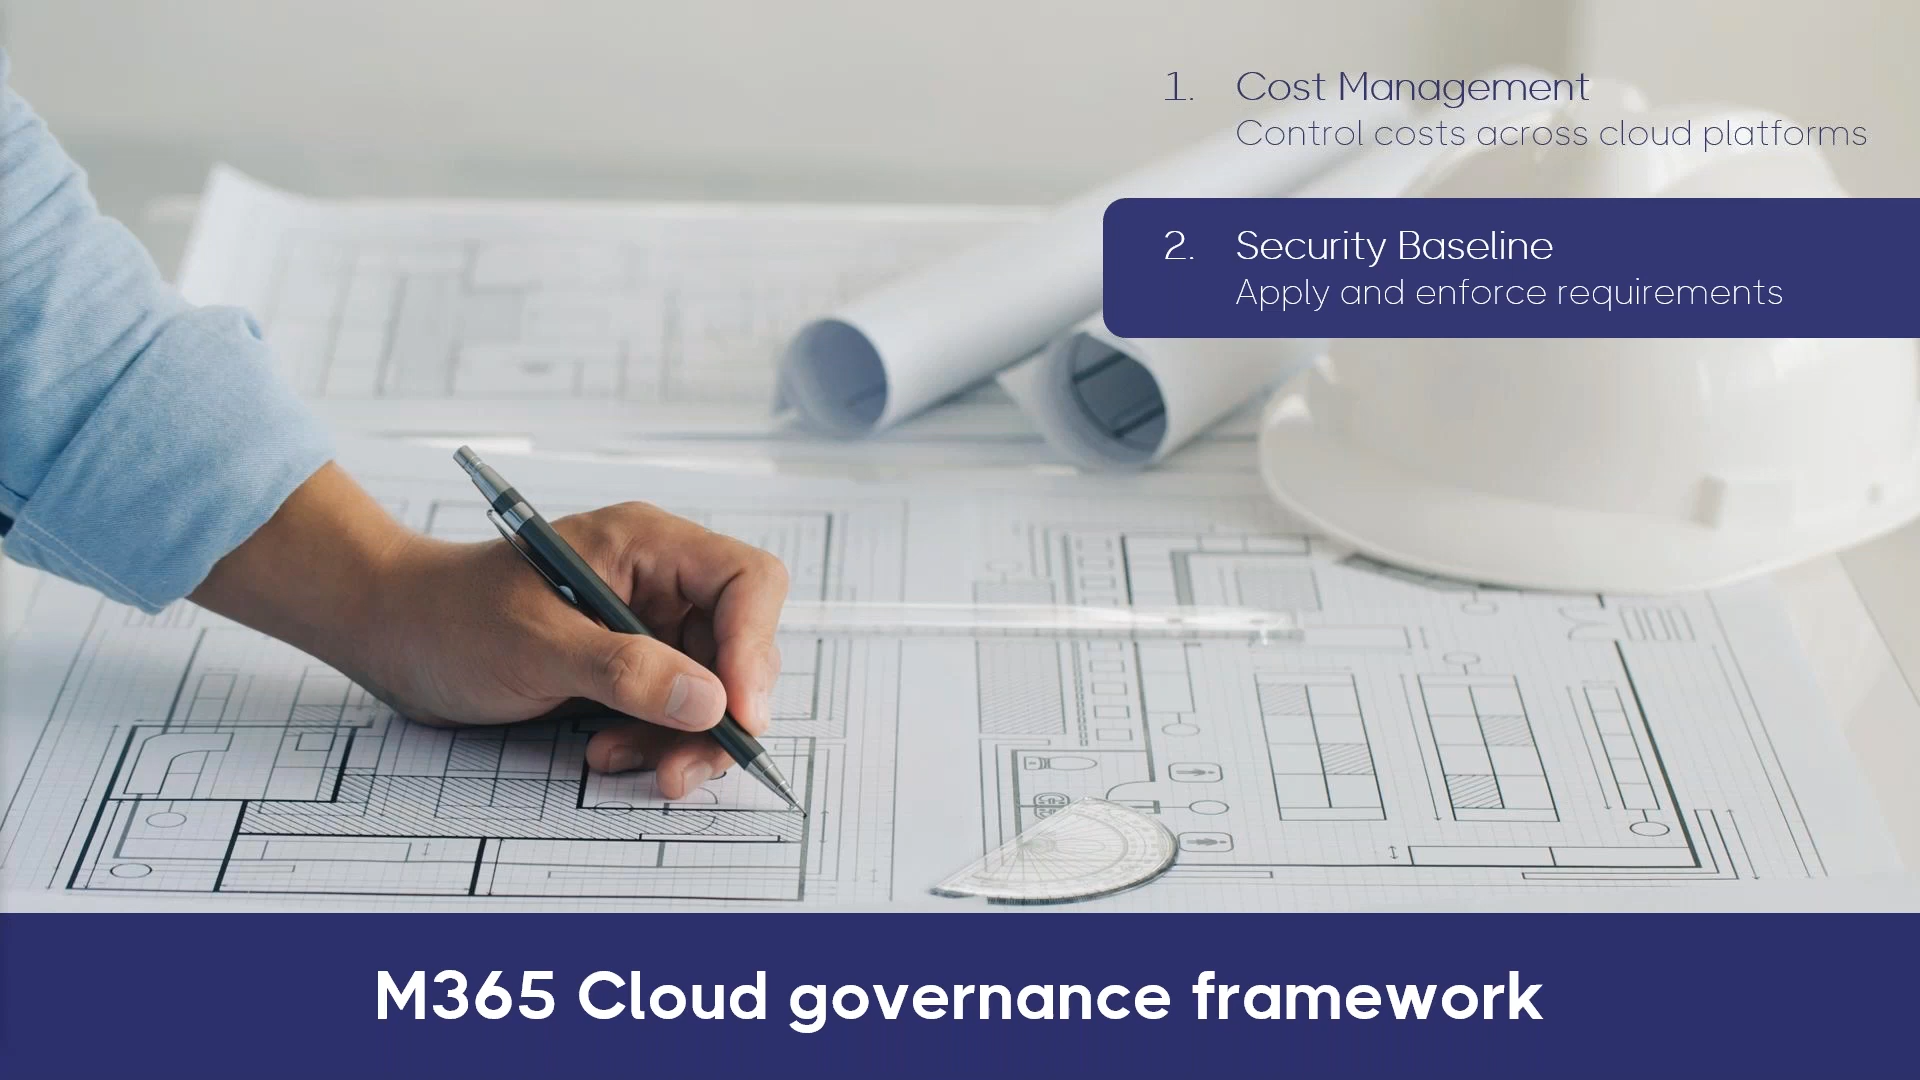 1. Cost Management
Control costs across cloud platforms
2. Security Baseline
Apply and enforce requirements
M365 Cloud governance framework